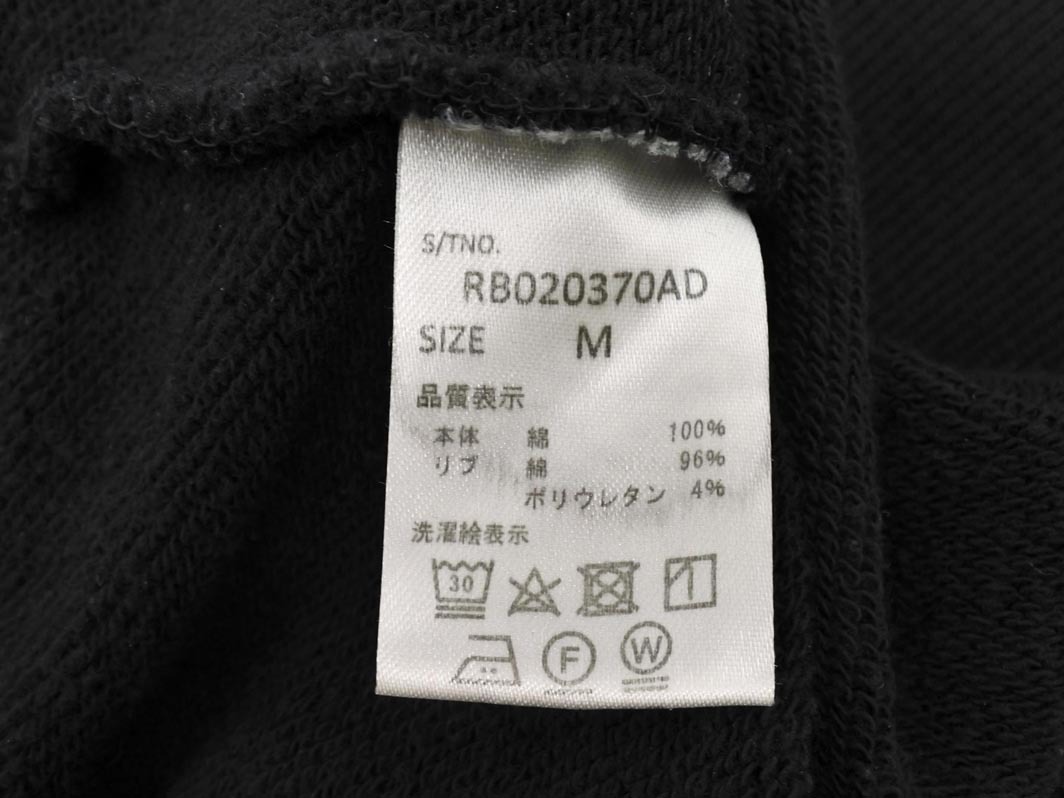 S/TNO.
RB020370AD
SIZE M
品質表示
本体 綿 100%
リブ 綿 96%
ポリウレタン 4%
洗濯絵表示
30
F W